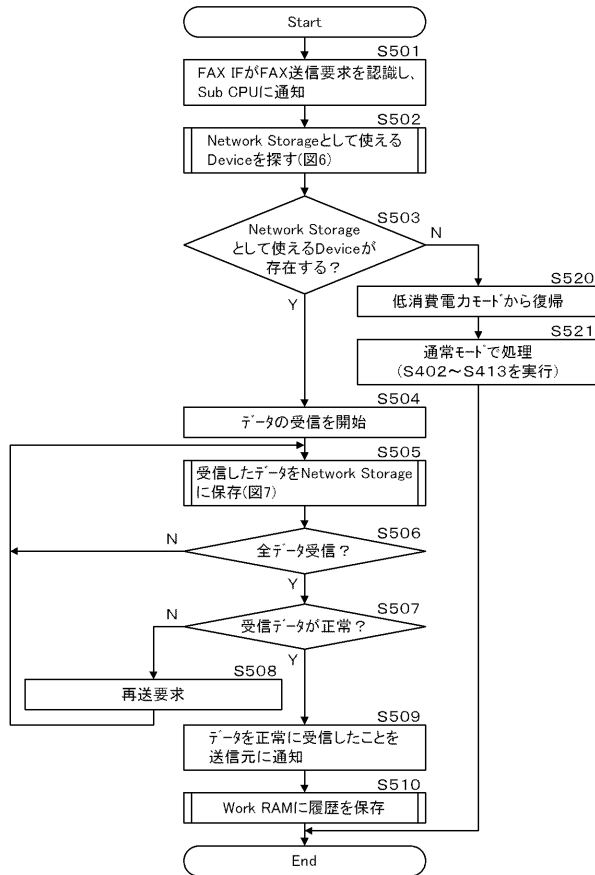 Start
S501
FAX IFがFAX送信要求を認識し、
Sub CPUに通知
S502
Network Storageとして使える
Deviceを探す(図6)
S503
Network Storage
として使えるDeviceが
存在する？
N
Y
S520
低消費電力モードから復帰
S521
通常モードで処理
(S402～S413を実行)
S504
データの受信を開始
S505
受信したデータをNetwork Storage
に保存(図7)
S506
N
全データ受信？
Y
S507
N
受信データが正常？
Y
S508
再送要求
S509
データを正常に受信したことを
送信元に通知
S510
Work RAMに履歴を保存
End